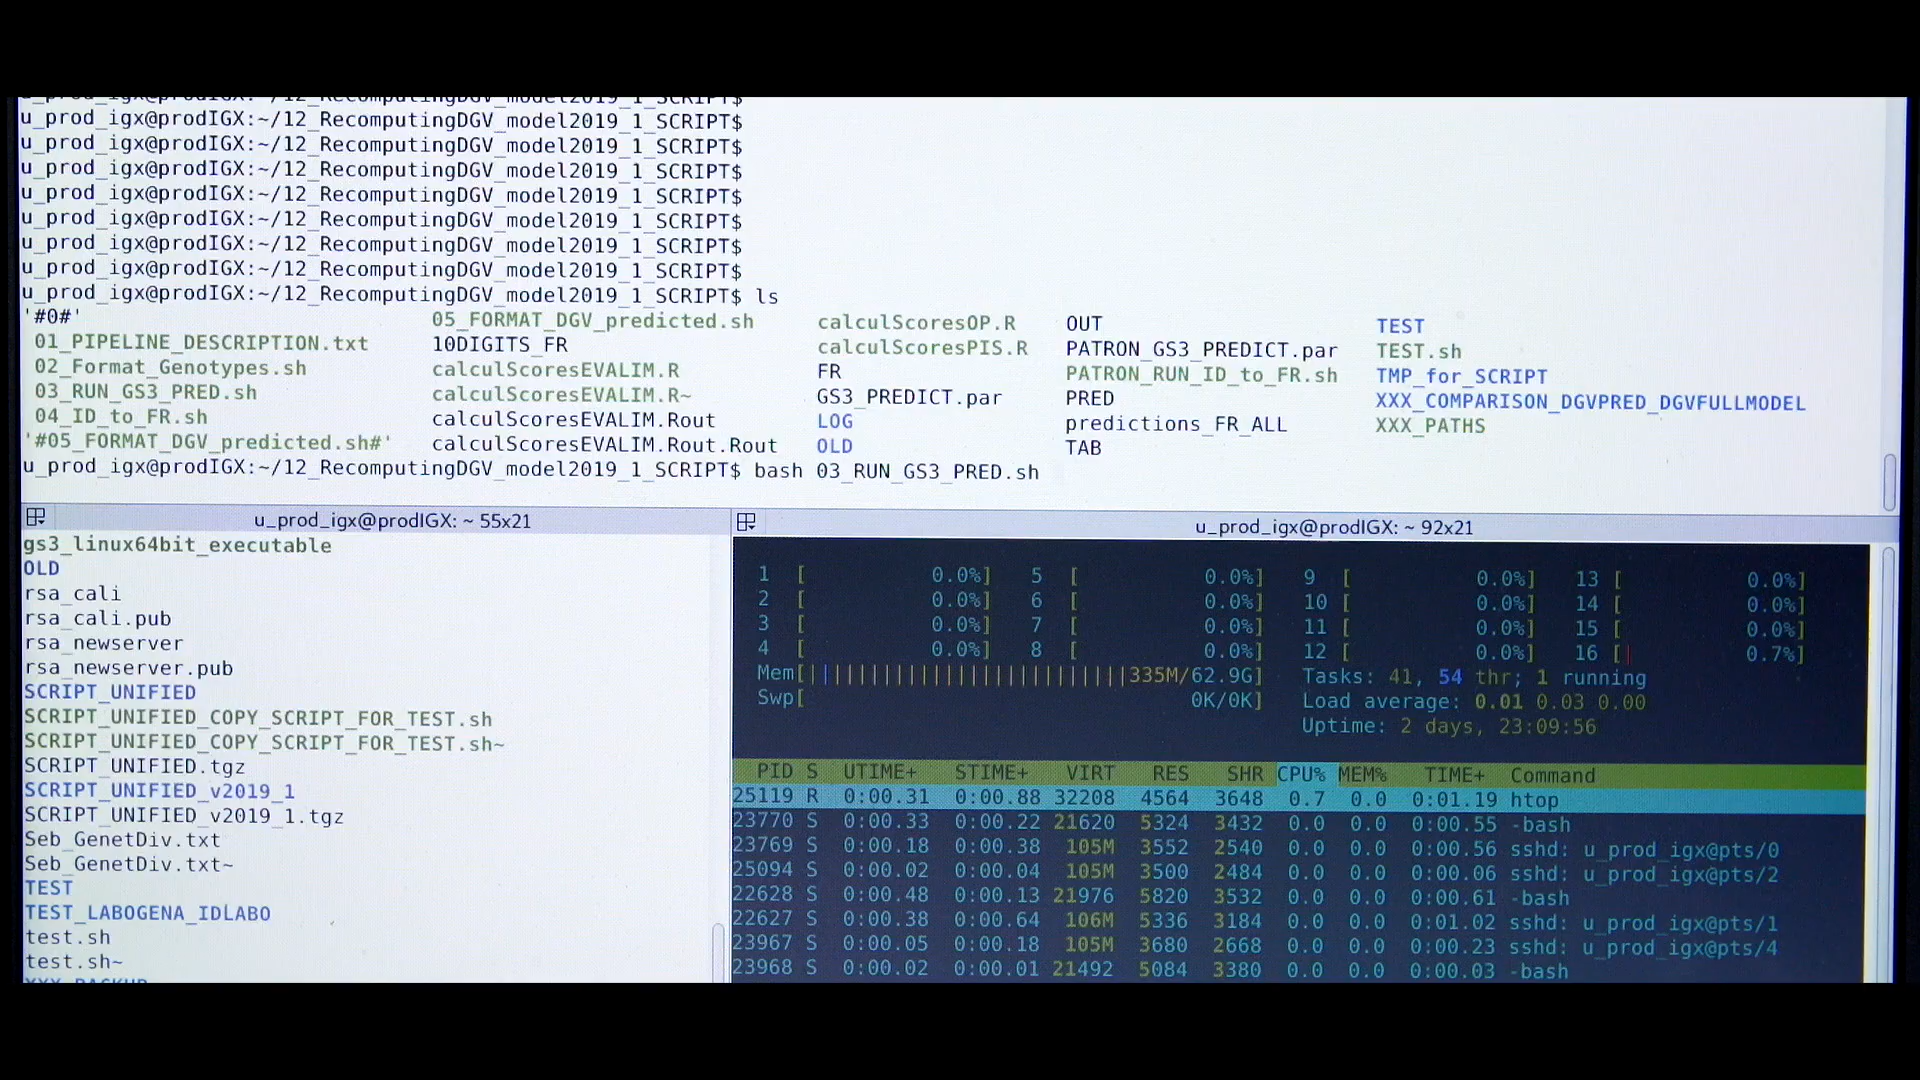 u_prod_igx@prodIGX:~/12_RecomputingDGV_model2019_1_SCRIPT$
u_prod_igx@prodIGX:~/12_RecomputingDGV_model2019_1_SCRIPT$
u_prod_igx@prodIGX:~/12_RecomputingDGV_model2019_1_SCRIPT$
u_prod_igx@prodIGX:~/12_RecomputingDGV_model2019_1_SCRIPT$
u_prod_igx@prodIGX:~/12_RecomputingDGV_model2019_1_SCRIPT$
u_prod_igx@prodIGX:~/12_RecomputingDGV_model2019_1_SCRIPT$
u_prod_igx@prodIGX:~/12_RecomputingDGV_model2019_1_SCRIPT$
u_prod_igx@prodIGX:~/12_RecomputingDGV_model2019_1_SCRIPT$
u_prod_igx@prodIGX:~/12_RecomputingDGV_model2019_1_SCRIPT$ ls
'#0#' 05_FORMAT_DGV_predicted.sh calculScoresOP.R OUT TEST
01_PIPELINE_DESCRIPTION.txt 10DIGITS_FR calculScoresPIS.R PATRON_GS3_PREDICT.par TEST.sh
02_Format_Genotypes.sh calculScoresEVALIM.R FR PATRON_RUN_ID_to_FR.sh TMP_for_SCRIPT
03_RUN_GS3_PRED.sh calculScoresEVALIM.R~ GS3_PREDICT.par PRED XXX_COMPARISON_DGVPRED_DGVFULLMODEL
04_ID_to_FR.sh calculScoresEVALIM.Rout LOG predictions_FR_ALL XXX_PATHS
'#05_FORMAT_DGV_predicted.sh#' calculScoresEVALIM.Rout.Rout OLD TAB
u_prod_igx@prodIGX:~/12_RecomputingDGV_model2019_1_SCRIPT$ bash 03_RUN_GS3_PRED.sh
u_prod_igx@prodIGX: ~ 55x21
gs3_linux64bit_executable
OLD
rsa_cali
rsa_cali.pub
rsa_newserver
rsa_newserver.pub
SCRIPT_UNIFIED
SCRIPT_UNIFIED_COPY_SCRIPT_FOR_TEST.sh
SCRIPT_UNIFIED_COPY_SCRIPT_FOR_TEST.sh~
SCRIPT_UNIFIED.tgz
SCRIPT_UNIFIED_v2019_1
SCRIPT_UNIFIED_v2019_1.tgz
Seb_GenetDiv.txt
Seb_GenetDiv.txt~
TEST
TEST_LABOGENA_IDLABO
test.sh
test.sh~
u_prod_igx@prodIGX: ~ 92x21
1 [ 0.0%] 5 [ 0.0%] 9 [ 0.0%] 13 [ 0.0%]
2 [ 0.0%] 6 [ 0.0%] 10 [ 0.0%] 14 [ 0.0%]
3 [ 0.0%] 7 [ 0.0%] 11 [ 0.0%] 15 [ 0.0%]
4 [ 0.0%] 8 [ 0.0%] 12 [ 0.0%] 16 [| 0.7%]
Mem[||||||||||||||||||||||||||335M/62.9G] Tasks: 41, 54 thr; 1 running
Swp[ 0K/0K] Load average: 0.01 0.03 0.00
Uptime: 2 days, 23:09:56
PID S UTIME+ STIME+ VIRT RES SHR CPU% MEM% TIME+ Command
25119 R 0:00.31 0:00.88 32208 4564 3648 0.7 0.0 0:01.19 htop
23770 S 0:00.33 0:00.22 21620 5324 3432 0.0 0.0 0:00.55 -bash
23769 S 0:00.18 0:00.38 105M 3552 2540 0.0 0.0 0:00.56 sshd: u_prod_igx@pts/0
25094 S 0:00.02 0:00.04 105M 3500 2484 0.0 0.0 0:00.06 sshd: u_prod_igx@pts/2
22628 S 0:00.48 0:00.13 21976 5820 3532 0.0 0.0 0:00.61 -bash
22627 S 0:00.38 0:00.64 106M 5336 3184 0.0 0.0 0:01.02 sshd: u_prod_igx@pts/1
23967 S 0:00.05 0:00.18 105M 3680 2668 0.0 0.0 0:00.23 sshd: u_prod_igx@pts/4
23968 S 0:00.02 0:00.01 21492 5084 3380 0.0 0.0 0:00.03 -bash